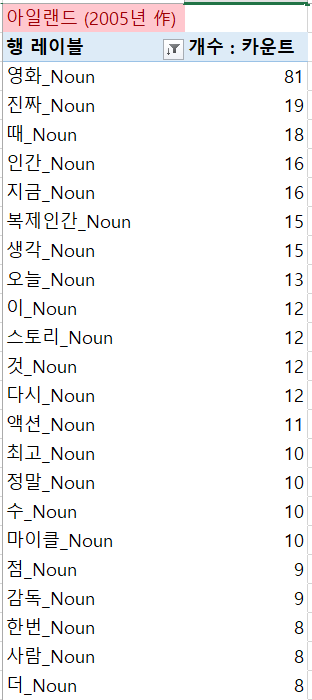 아일랜드 (2005년 作)
행 레이블 개수 : 카운트
영화_Noun 81
진짜_Noun 19
때_Noun 18
인간_Noun 16
지금_Noun 16
복제인간_Noun 15
생각_Noun 15
오늘_Noun 13
이_Noun 12
스토리_Noun 12
것_Noun 12
다시_Noun 12
액션_Noun 11
최고_Noun 10
정말_Noun 10
수_Noun 10
마이클_Noun 10
점_Noun 9
감독_Noun 9
한번_Noun 8
사람_Noun 8
더_Noun 8